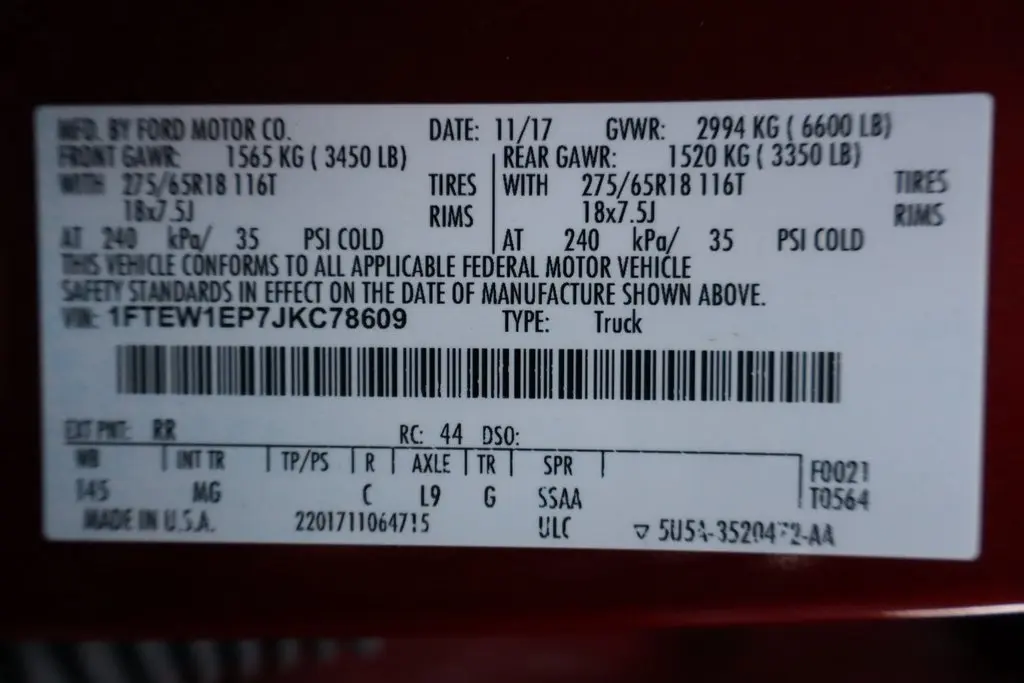 MFD. BY FORD MOTOR CO. DATE: 11/17 GVWR: 2994 KG ( 6600 LB)
FRONT GAWR: 1565 KG ( 3450 LB) REAR GAWR: 1520 KG ( 3350 LB)
WITH 275/65R18 116T TIRES WITH 275/65R18 116T TIRES
18x7.5J RIMS 18x7.5J RIMS
AT 240 kPa/ 35 PSI COLD AT 240 kPa/ 35 PSI COLD
THIS VEHICLE CONFORMS TO ALL APPLICABLE FEDERAL MOTOR VEHICLE
SAFETY STANDARDS IN EFFECT ON THE DATE OF MANUFACTURE SHOWN ABOVE.
VIN: 1FTEW1EP7JKC78609 TYPE: Truck
EXT PNT: RR RC: 44 DSO:
WB INT TR TP/PS R AXLE TR SPR F0021
145 MG C L9 G SSAA T0564
MADE IN U.S.A. 2201711064715 ULC